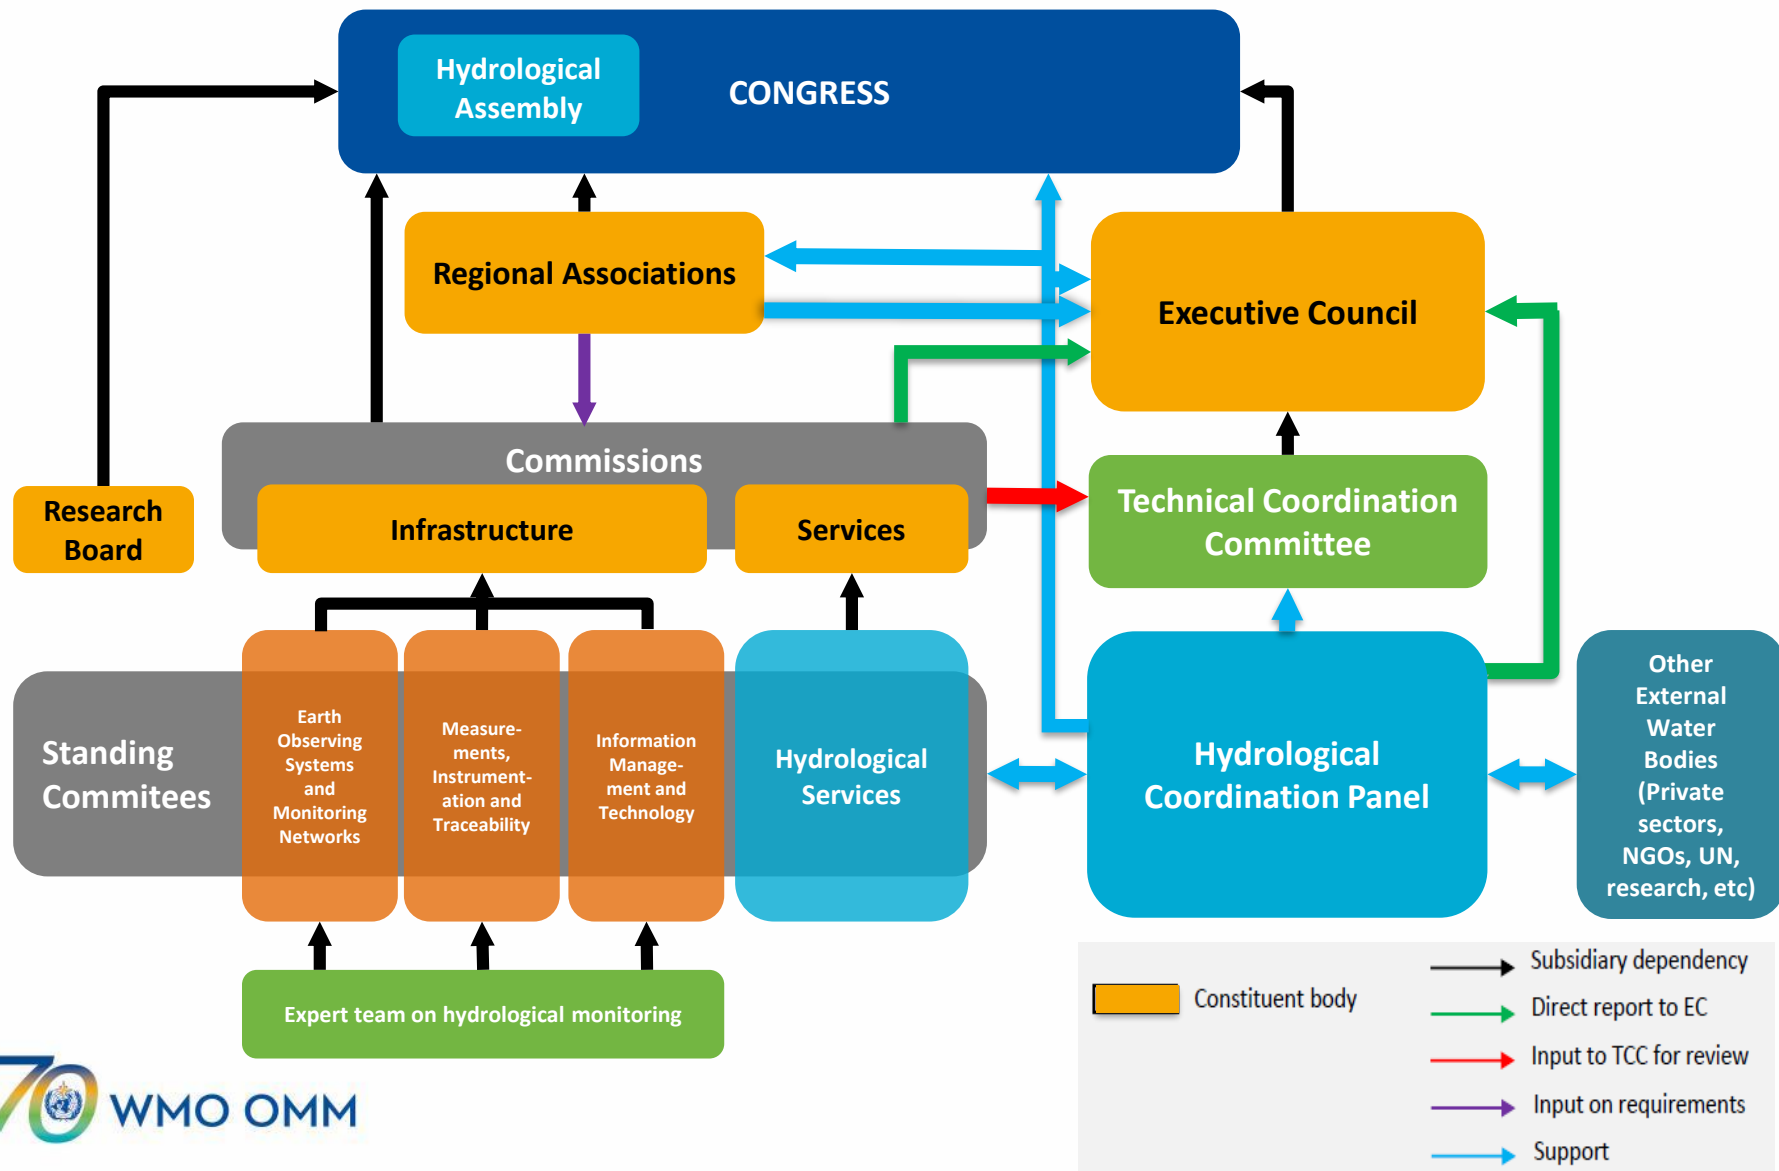 Hydrological
Assembly
CONGRESS
Regional Associations
Executive Council
Commissions
Research
Board
Infrastructure
Services
Technical Coordination
Committee
Standing
Commitees
Earth
Observing
Systems
and
Monitoring
Networks
Measure-
ments,
Instrument-
ation and
Traceability
Information
Manage-
ment and
Technology
Hydrological
Services
Hydrological
Coordination Panel
Other
External
Water
Bodies
(Private
sectors,
NGOs, UN,
research, etc)
Expert team on hydrological monitoring
Constituent body
Subsidiary dependency
Direct report to EC
Input to TCC for review
Input on requirements
Support
70 WMO OMM